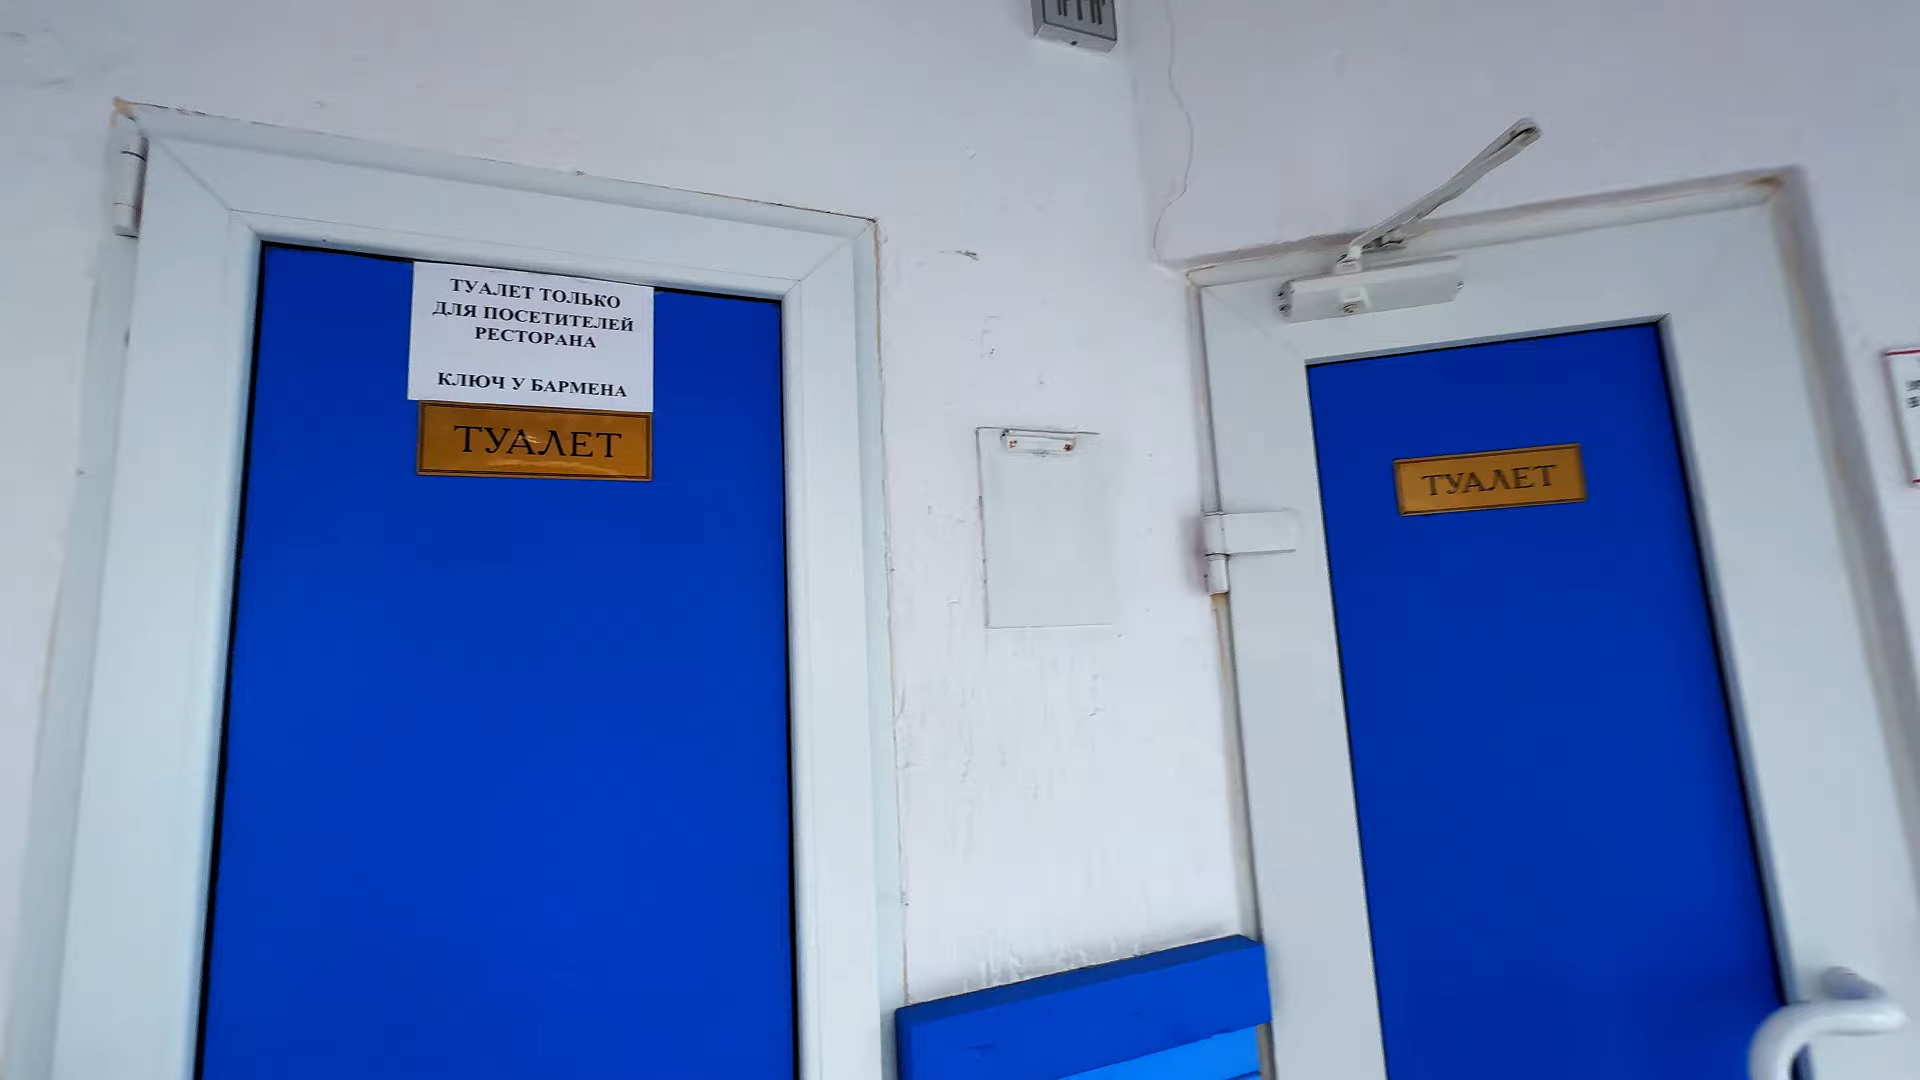 ТУАЛЕТ ТОЛЬКО
ДЛЯ ПОСЕТИТЕЛЕЙ
РЕСТОРАНА
КЛЮЧ У БАРМЕНА
ТУАЛЕТ
ТУАЛЕТ